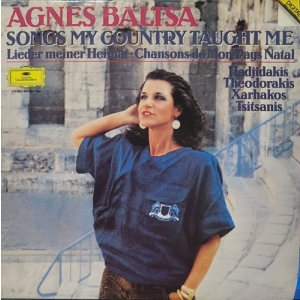 AGNES BALTSA
SONGS MY COUNTRY TAUGHT ME
Lieder meiner Heimat · Chansons de Mon Pays Natal
Hadjidakis
Theodorakis
Xarhakos
Tsitsanis